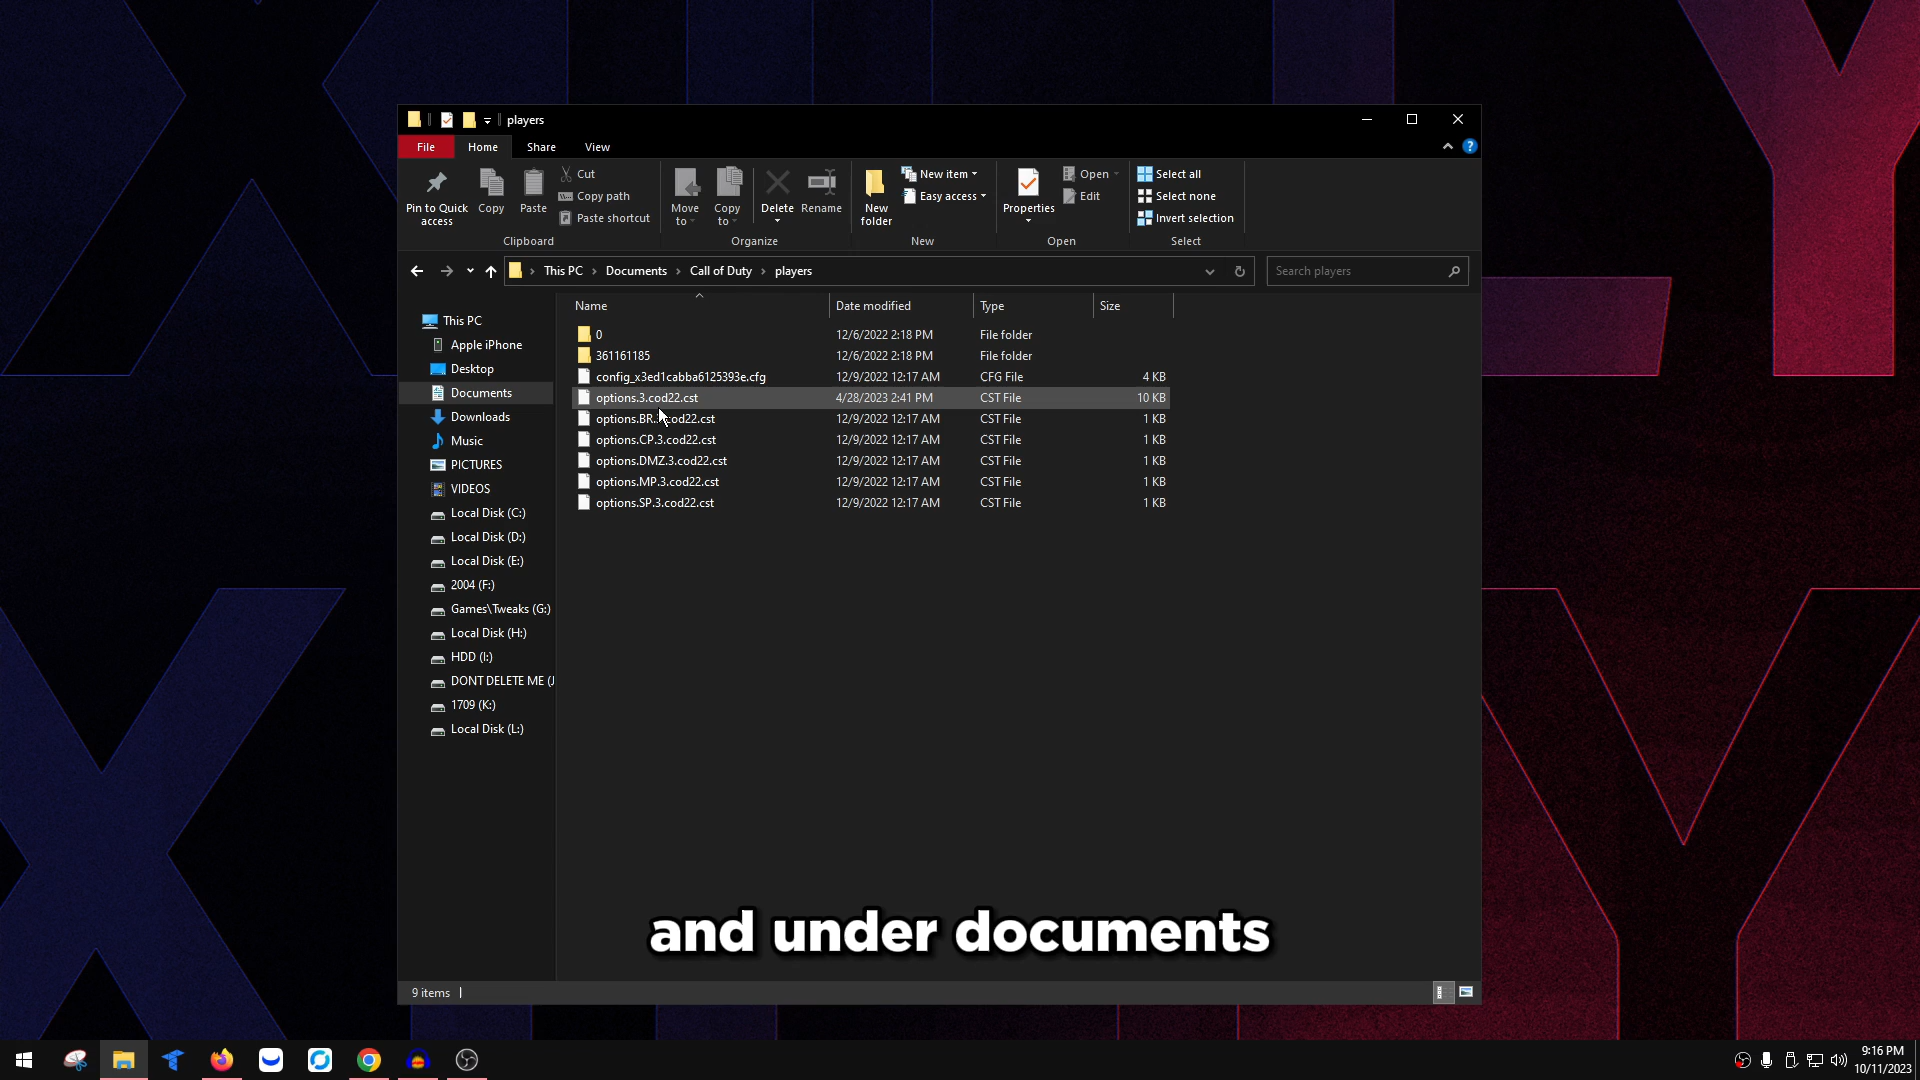 players
File Home Share View
Pin to Quick access
Copy
Paste
Cut
Copy path
Paste shortcut
Clipboard
Move to
Copy to
Delete
Rename
Organize
New folder
New item
Easy access
New
Properties
Open
Edit
Open
Select all
Select none
Invert selection
Select
This PC Documents Call of Duty players
Search players
This PC
Apple iPhone
Desktop
Documents
Downloads
Music
PICTURES
VIDEOS
Local Disk (C:)
Local Disk (D:)
Local Disk (E:)
2004 (F:)
Games\Tweaks (G:)
Local Disk (H:)
HDD (I:)
DONT DELETE ME (J
1709 (K:)
Local Disk (L:)
Name Date modified Type Size
0 12/6/2022 2:18 PM File folder
361161185 12/6/2022 2:18 PM File folder
config_x3ed1cabba6125393e.cfg 12/9/2022 12:17 AM CFG File 4 KB
options.3.cod22.cst 4/28/2023 2:41 PM CST File 10 KB
options.BR.3.cod22.cst 12/9/2022 12:17 AM CST File 1 KB
options.CP.3.cod22.cst 12/9/2022 12:17 AM CST File 1 KB
options.DMZ.3.cod22.cst 12/9/2022 12:17 AM CST File 1 KB
options.MP.3.cod22.cst 12/9/2022 12:17 AM CST File 1 KB
options.SP.3.cod22.cst 12/9/2022 12:17 AM CST File 1 KB
and under documents
9 items
9:16 PM
10/11/2023